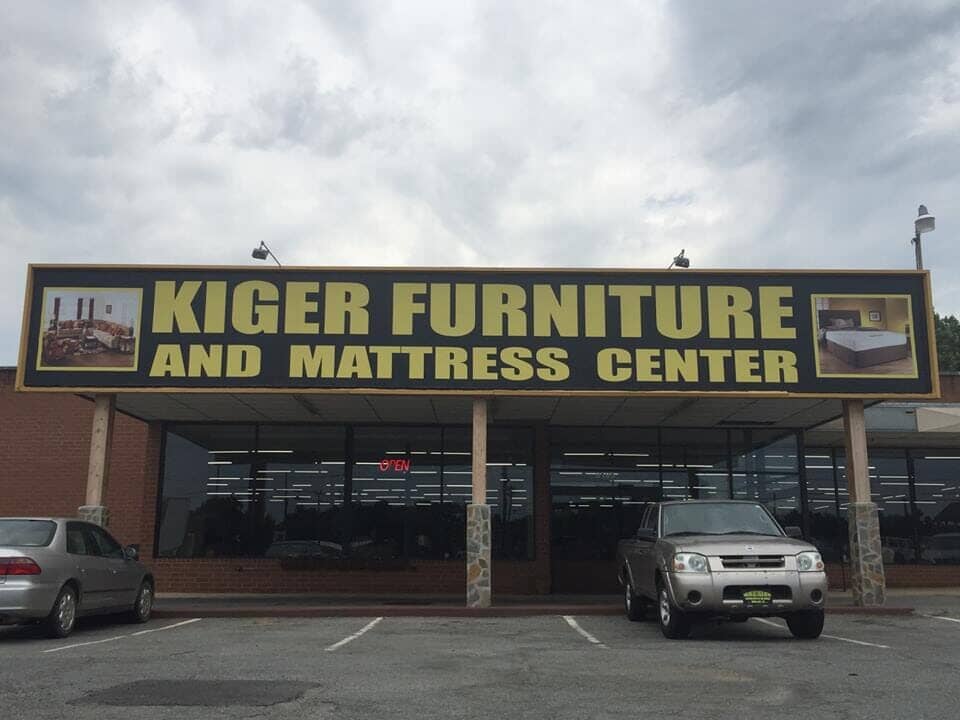 KIGER FURNITURE
AND MATTRESS CENTER
OPEN